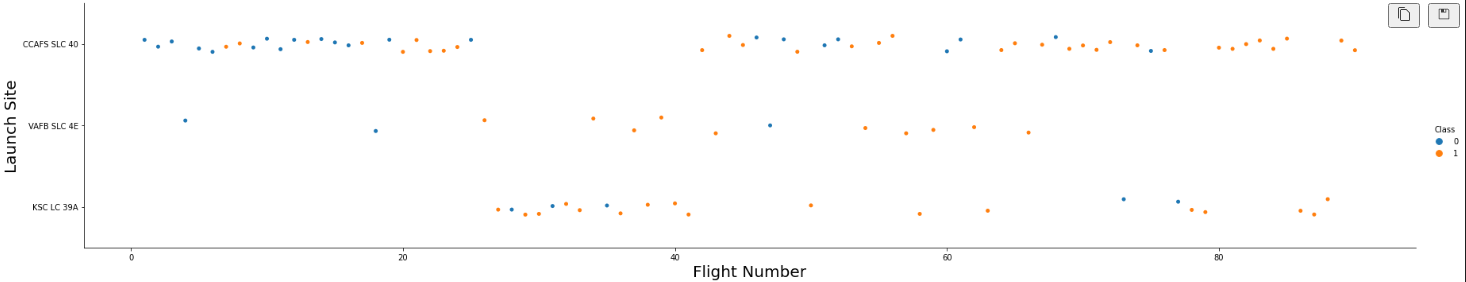 Launch Site
CCAFS SLC 40
VAFB SLC 4E
KSC LC 39A
0 20 40 60 80
Flight Number
Class
0
1